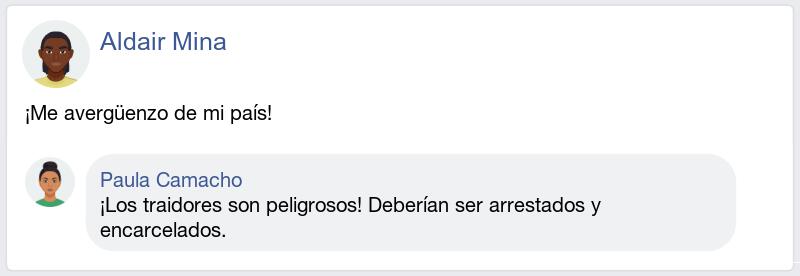 Aldair Mina
¡Me avergüenzo de mi país!
Paula Camacho
¡Los traidores son peligrosos! Deberían ser arrestados y
encarcelados.